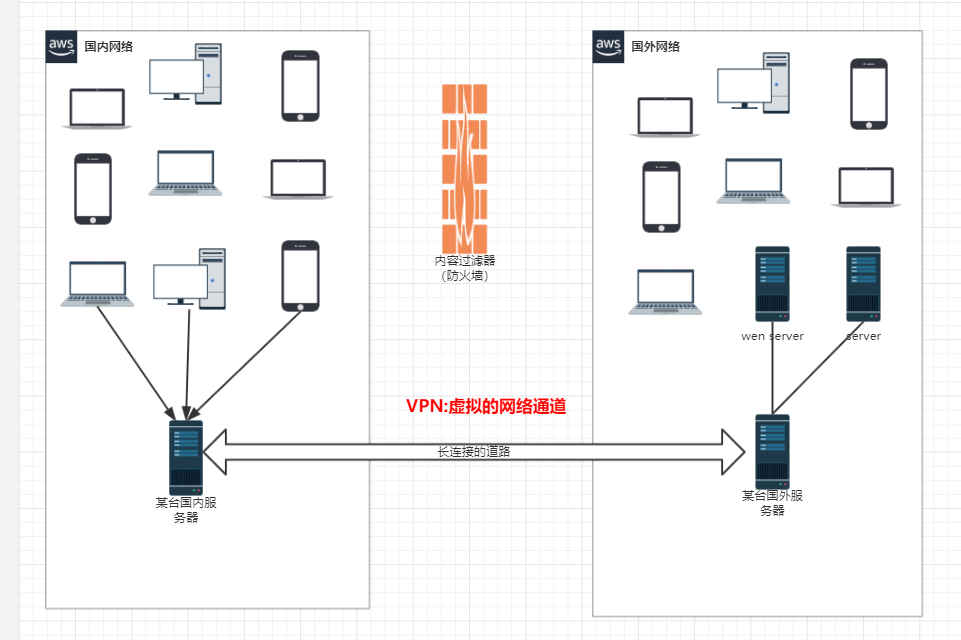 aws
国内网络
aws
国外网络
内容过滤器
（防火墙）
wen server
server
VPN:虚拟的网络通道
长连接的道路
某台国内服
务器
某台国外服
务器